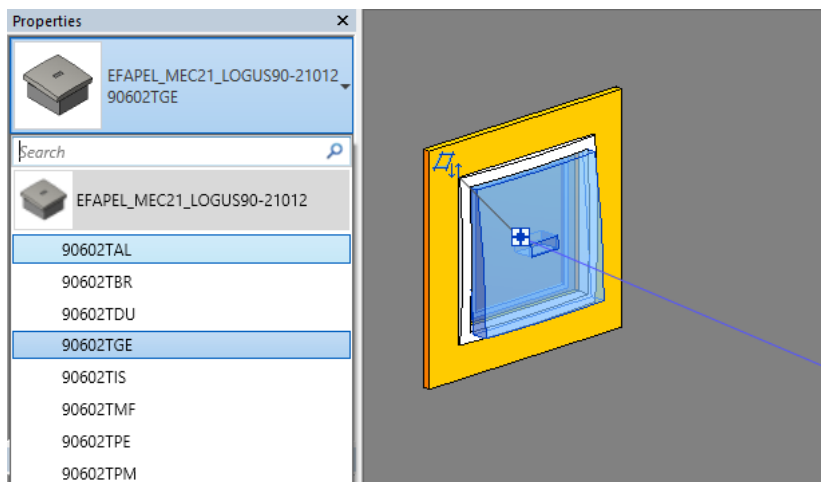 Properties
EFAPEL_MEC21_LOGUS90-21012
90602TGE
Search
EFAPEL_MEC21_LOGUS90-21012
90602TAL
90602TBR
90602TDU
90602TGE
90602TIS
90602TMF
90602TPE
90602TPM